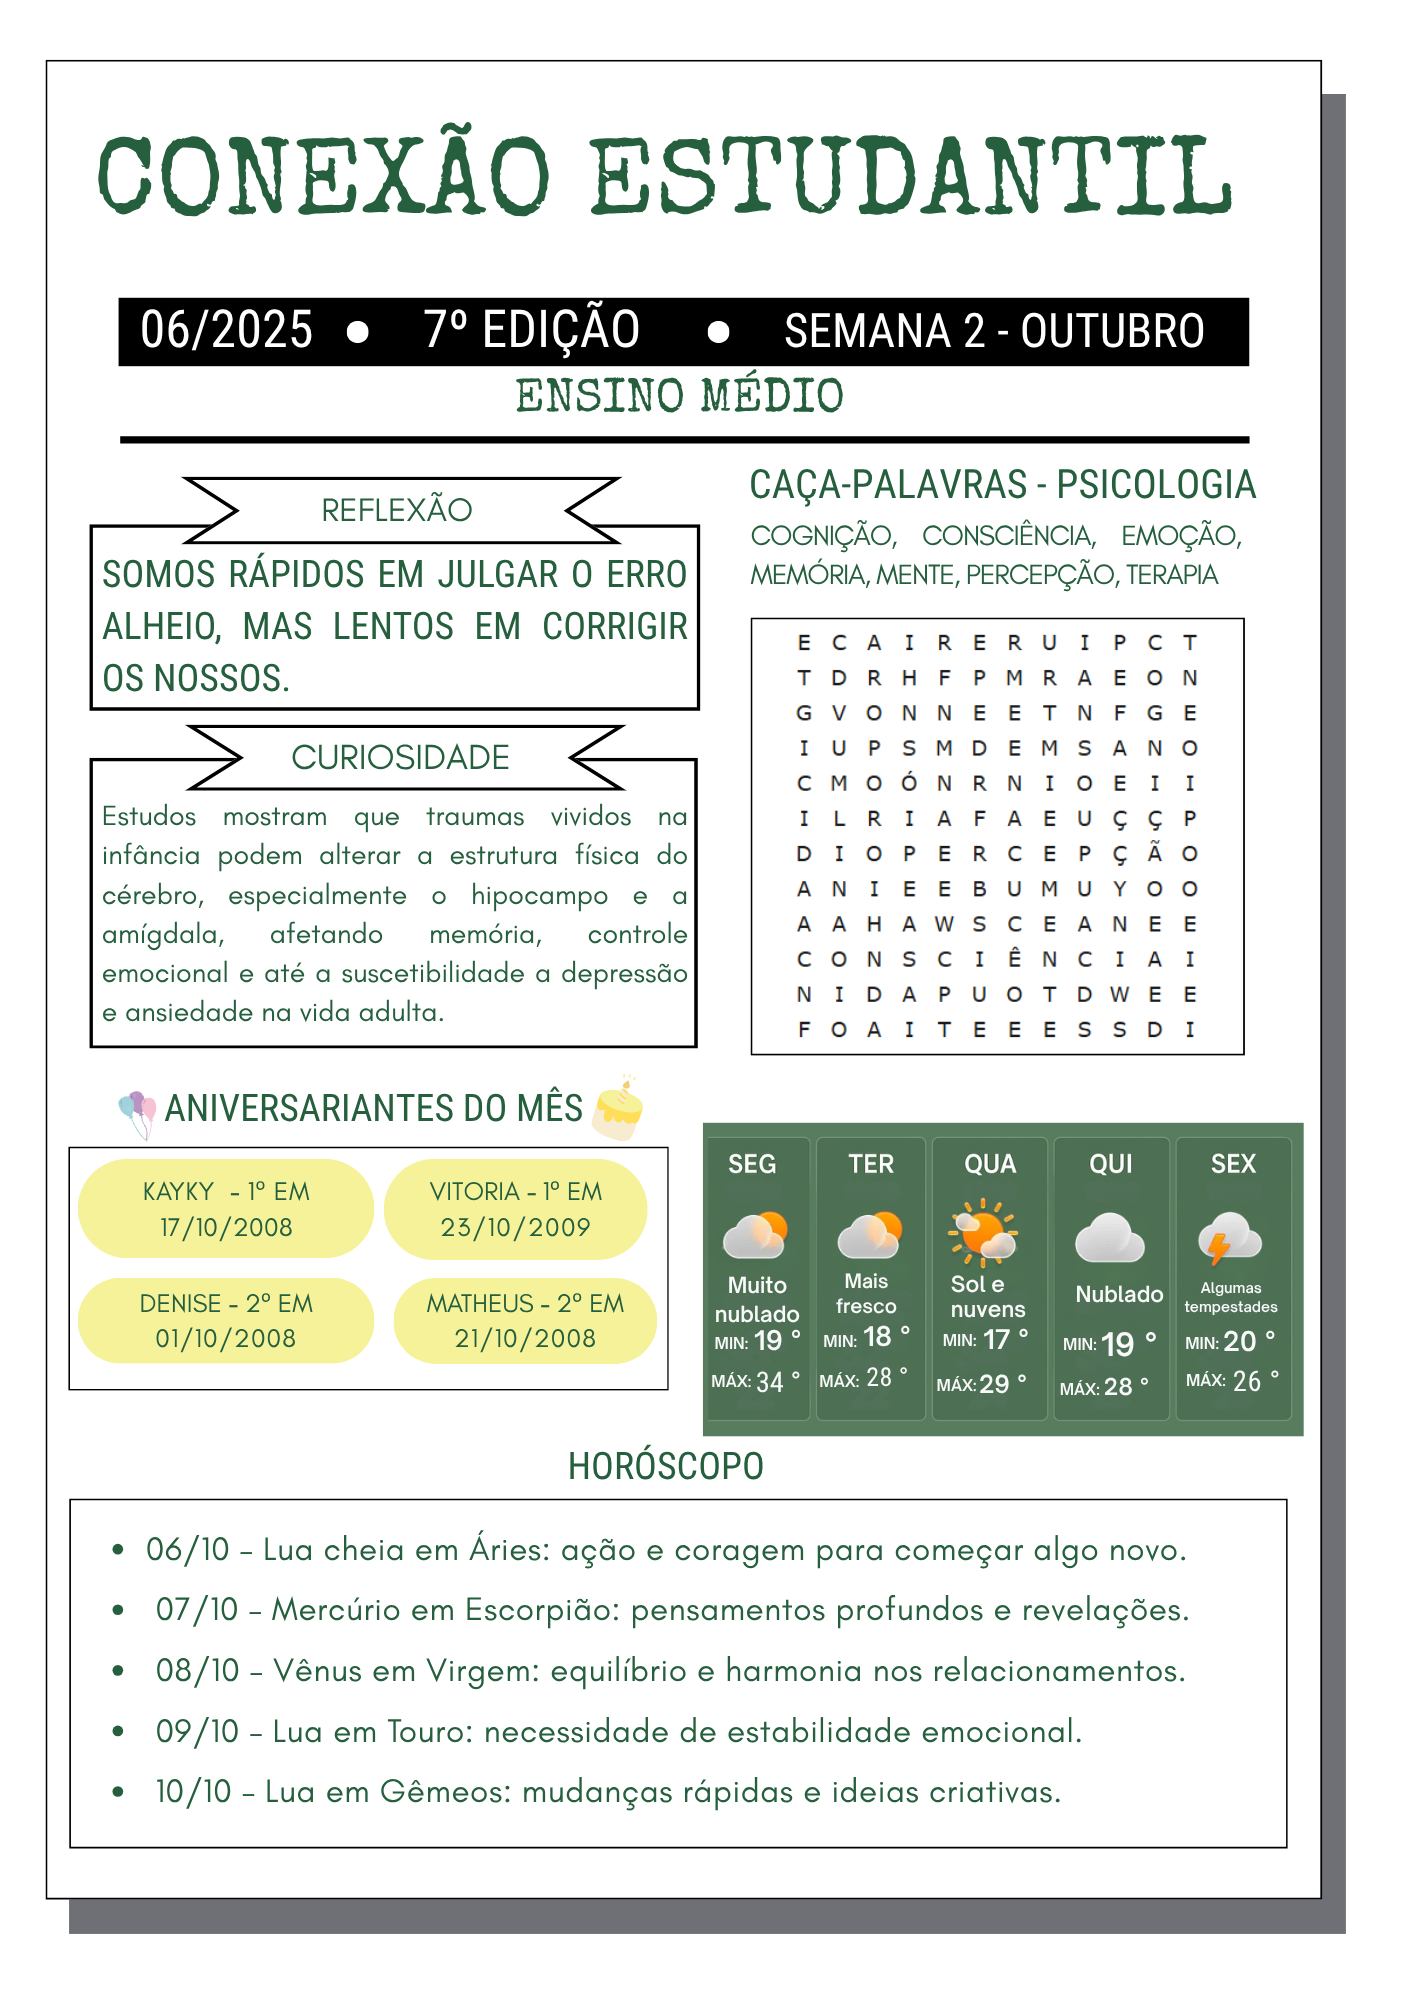 CONEXÃO ESTUDANTIL
06/2025 • 7º EDIÇÃO • SEMANA 2 - OUTUBRO
ENSINO MÉDIO
REFLEXÃO
SOMOS RÁPIDOS EM JULGAR O ERRO
ALHEIO, MAS LENTOS EM CORRIGIR
OS NOSSOS.
CURIOSIDADE
Estudos mostram que traumas vividos na
infância podem alterar a estrutura física do
cérebro, especialmente o hipocampo e a
amígdala, afetando memória, controle
emocional e até a suscetibilidade a depressão
e ansiedade na vida adulta.
CAÇA-PALAVRAS - PSICOLOGIA
COGNIÇÃO, CONSCIÊNCIA, EMOÇÃO,
MEMÓRIA, MENTE, PERCEPÇÃO, TERAPIA
E C A I R E R U I P C T
T D R H F P M R A E O N
G V O N N E E T N F G E
I U P S M D E M S A N O
C M O Ó N R N I O E I I
I L R I A F A E U Ç Ç P
D I O P E R C E P Ç Ã O
A N I E E B U M U Y O O
A A H A W S C E A N E E
C O N S C I Ê N C I A I
N I D A P U O T D W E E
F O A I T E E E S S D I
ANIVERSARIANTES DO MÊS
KAYKY - 1º EM
17/10/2008
VITORIA - 1º EM
23/10/2009
DENISE - 2º EM
01/10/2008
MATHEUS - 2º EM
21/10/2008
SEG
Muito
nublado
MIN: 19 °
MÁX: 34 °
TER
Mais
fresco
MIN: 18 °
MÁX: 28 °
QUA
Sol e
nuvens
MIN: 17 °
MÁX: 29 °
QUI
Nublado
MIN: 19 °
MÁX: 28 °
SEX
Algumas
tempestades
MIN: 20 °
MÁX: 26 °
HORÓSCOPO
• 06/10 – Lua cheia em Áries: ação e coragem para começar algo novo.
• 07/10 – Mercúrio em Escorpião: pensamentos profundos e revelações.
• 08/10 – Vênus em Virgem: equilíbrio e harmonia nos relacionamentos.
• 09/10 – Lua em Touro: necessidade de estabilidade emocional.
• 10/10 – Lua em Gêmeos: mudanças rápidas e ideias criativas.